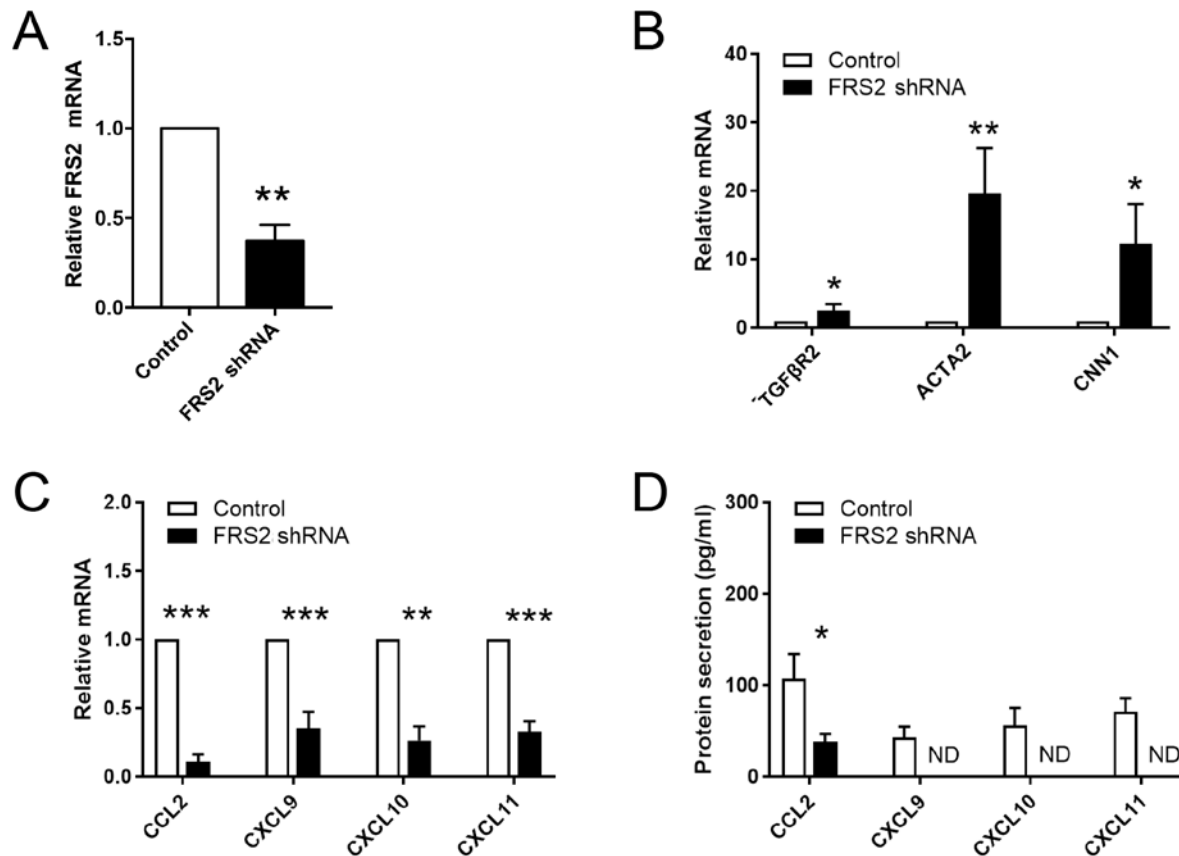 A
1.5
1.0
0.5
0.0
Relative FRS2 mRNA
**
Control
FRS2 shRNA
B
40
30
20
10
0
Relative mRNA
Control
FRS2 shRNA
*
**
*
TGFβR2
ACTA2
CNN1
C
2.0
1.5
1.0
0.5
0.0
Relative mRNA
Control
FRS2 shRNA
***
***
**
***
CCL2
CXCL9
CXCL10
CXCL11
D
300
200
100
0
Protein secretion (pg/ml)
Control
FRS2 shRNA
*
ND
ND
ND
CCL2
CXCL9
CXCL10
CXCL11